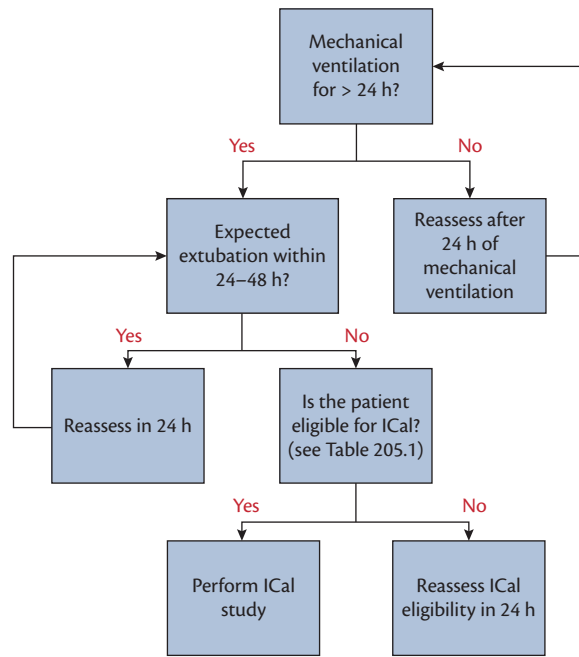 Mechanical
ventilation
for > 24 h?
Yes
No
Expected
extubation within
24–48 h?
Reassess after
24 h of
mechanical
ventilation
Yes
No
Reassess in 24 h
Is the patient
eligible for ICal?
(see Table 205.1)
Yes
No
Perform ICal
study
Reassess ICal
eligibility in 24 h